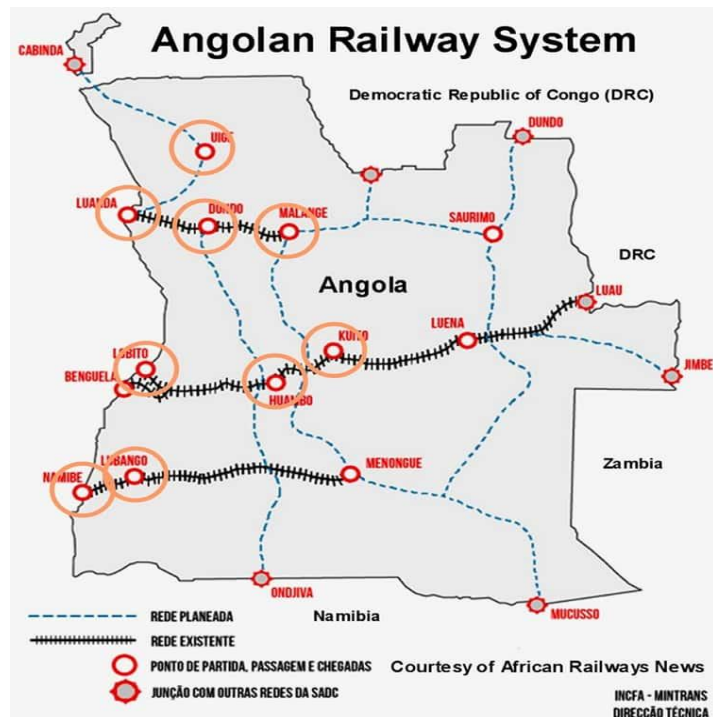 Angolan Railway System
CABINDA
Democratic Republic of Congo (DRC)
DUNDO
UIGE
LUANDA
DONDO
MALANGE
SAURIMO
DRC
Angola
LUAU
KUITO
LUENA
LOBITO
BENGUELA
JIMBE
HUAMBO
LUBANGO
NAMIBE
MENONGUE
Zambia
ONDJIVA
Namibia
MUCUSSO
REDE PLANEADA
REDE EXISTENTE
PONTO DE PARTIDA, PASSAGEM E CHEGADAS
Courtesy of African Railways News
JUNÇÃO COM OUTRAS REDES DA SADC
INCFA - MINTRANS
DIRECÇÃO TÉCNICA